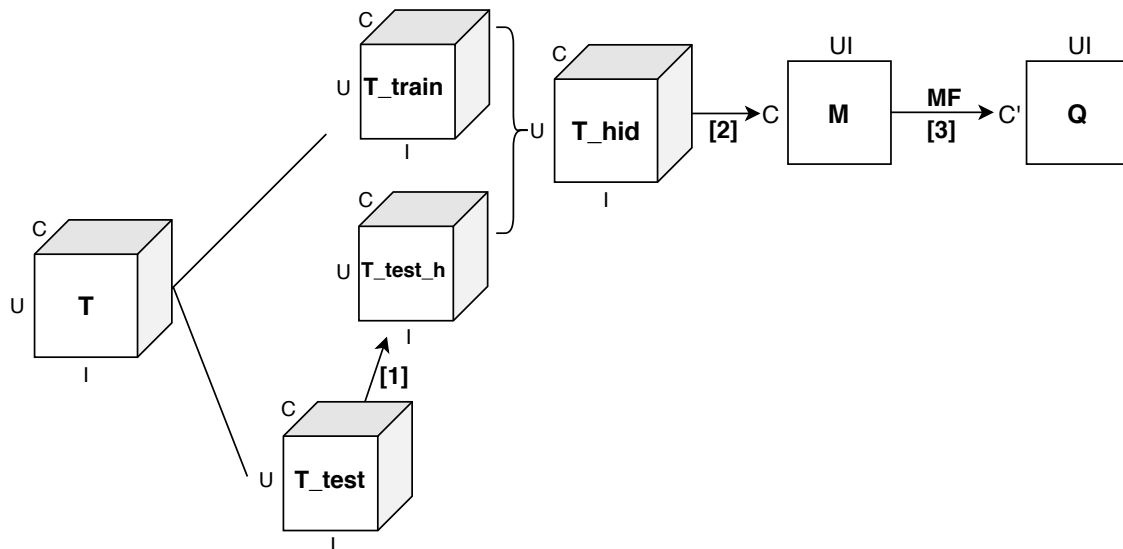 C
U
T_train
I
C
U
T_hid
I
[2]
UI
C
M
MF
[3]
UI
C'
Q
C
U
T_test_h
I
C
U
T
I
[1]
C
U
T_test
I